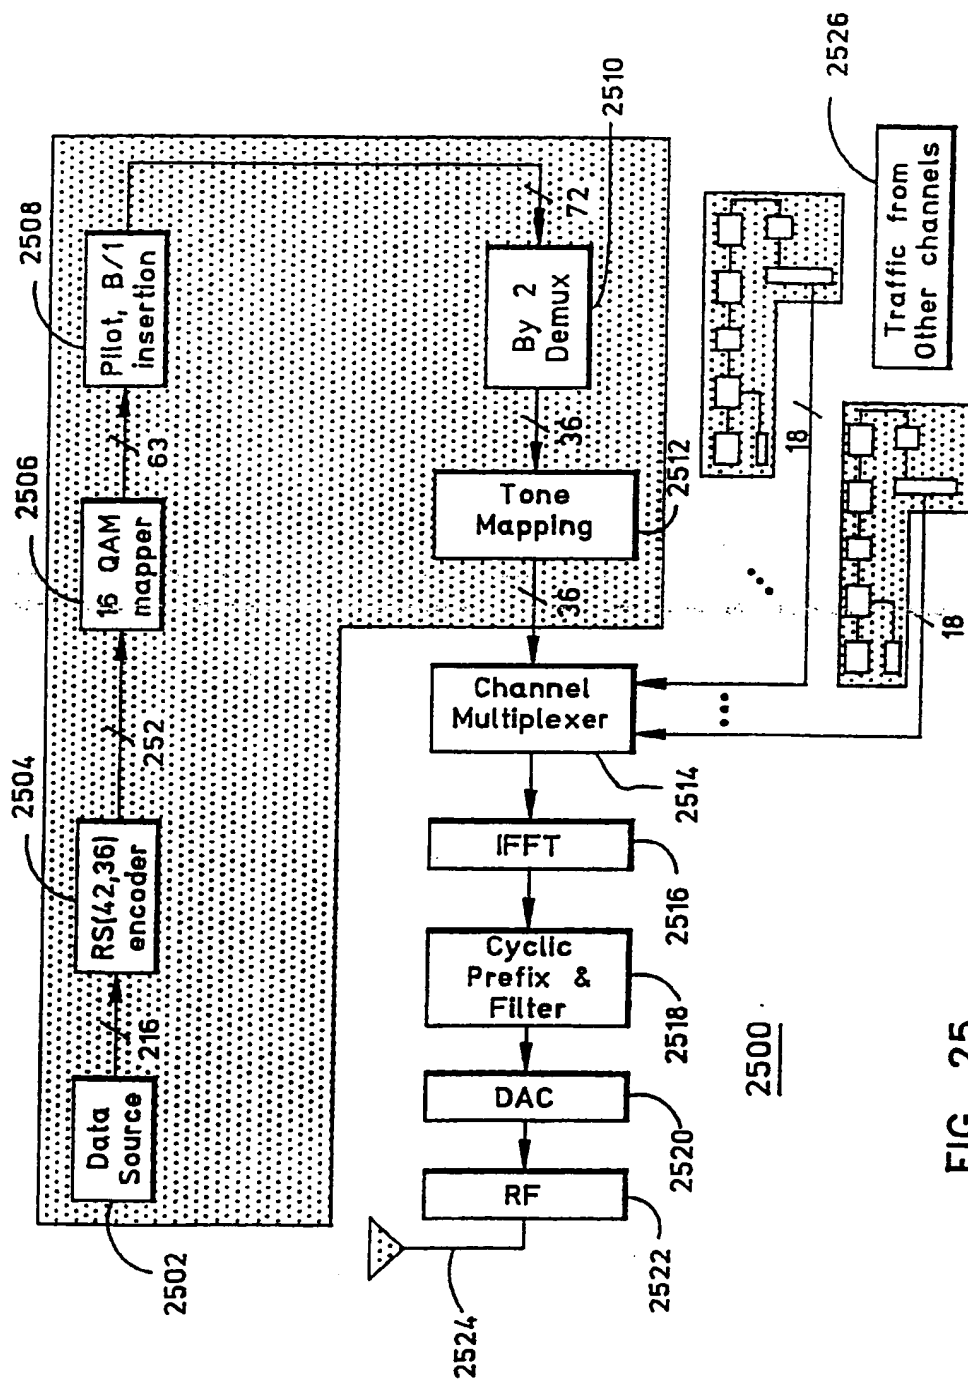 2502
Data
Source
216
2504
RS(42,36)
encoder
252
2506
16 QAM
mapper
63
2508
Pilot, B/1
insertion
72
2510
By 2
Demux
36
2512
Tone
Mapping
36
Channel
Multiplexer
2514
IFFT
2516
Cyclic
Prefix &
Filter
2518
DAC
2520
RF
2522
2524
18
18
2526
Traffic from
Other channels
2500
FIG. 25